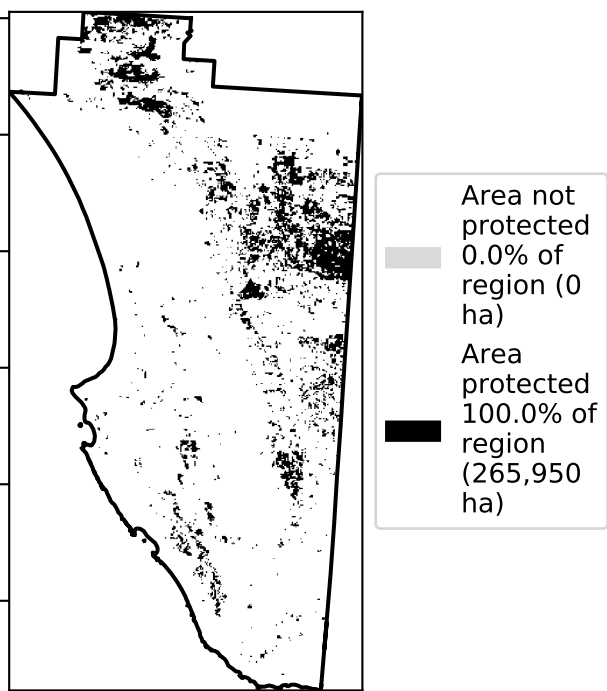 Area not
protected
0.0% of
region (0
ha)
Area
protected
100.0% of
region
(265,950
ha)